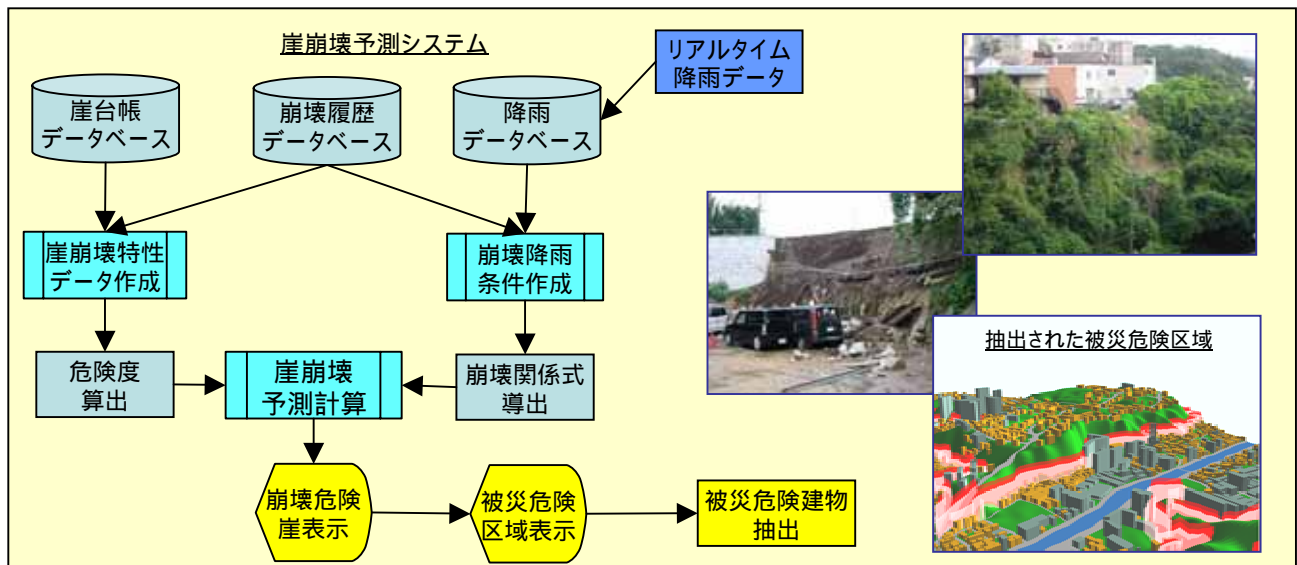 崖崩壊予測システム
リアルタイム
降雨データ
崖台帳
データベース
崩壊履歴
データベース
降雨
データベース
崖崩壊特性
データ作成
崩壊降雨
条件作成
危険度
算出
崖崩壊
予測計算
崩壊関係式
導出
崩壊危険
崖表示
被災危険
区域表示
被災危険建物
抽出
抽出された被災危険区域